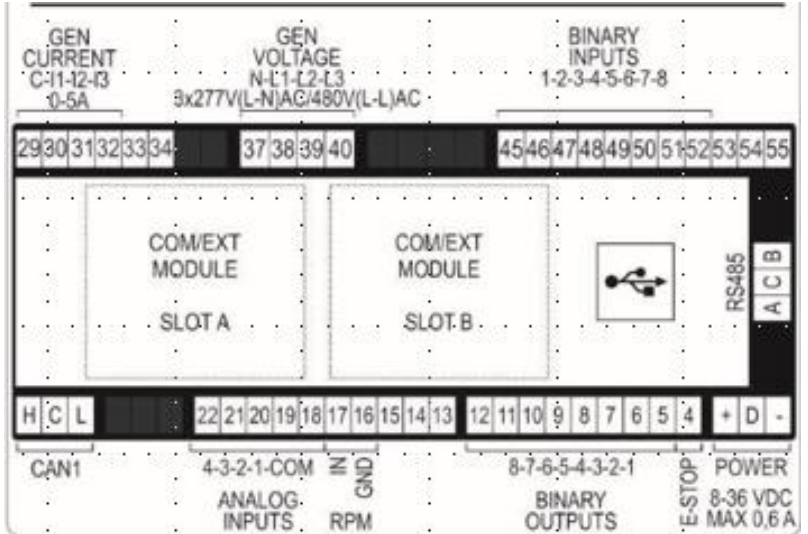 GEN
CURRENT
C-I1-I2-I3
0-5A
GEN
VOLTAGE
N-L1-L2-L3
3x277V(L-N)AC/480V(L-L)AC
BINARY
INPUTS
1-2-3-4-5-6-7-8
29 30 31 32 33 34 37 38 39 40 45 46 47 48 49 50 51 52 53 54 55
COM/EXT
MODULE
SLOT A
COM/EXT
MODULE
SLOT B
RS485
A C B
H C L 22 21 20 19 18 17 16 15 14 13 12 11 10 9 8 7 6 5 4 + D -
CAN1
4-3-2-1-COM
ANALOG
INPUTS
IN
GND
RPM
8-7-6-5-4-3-2-1
BINARY
OUTPUTS
E-STOP
POWER
8-36 VDC
MAX 0,6 A